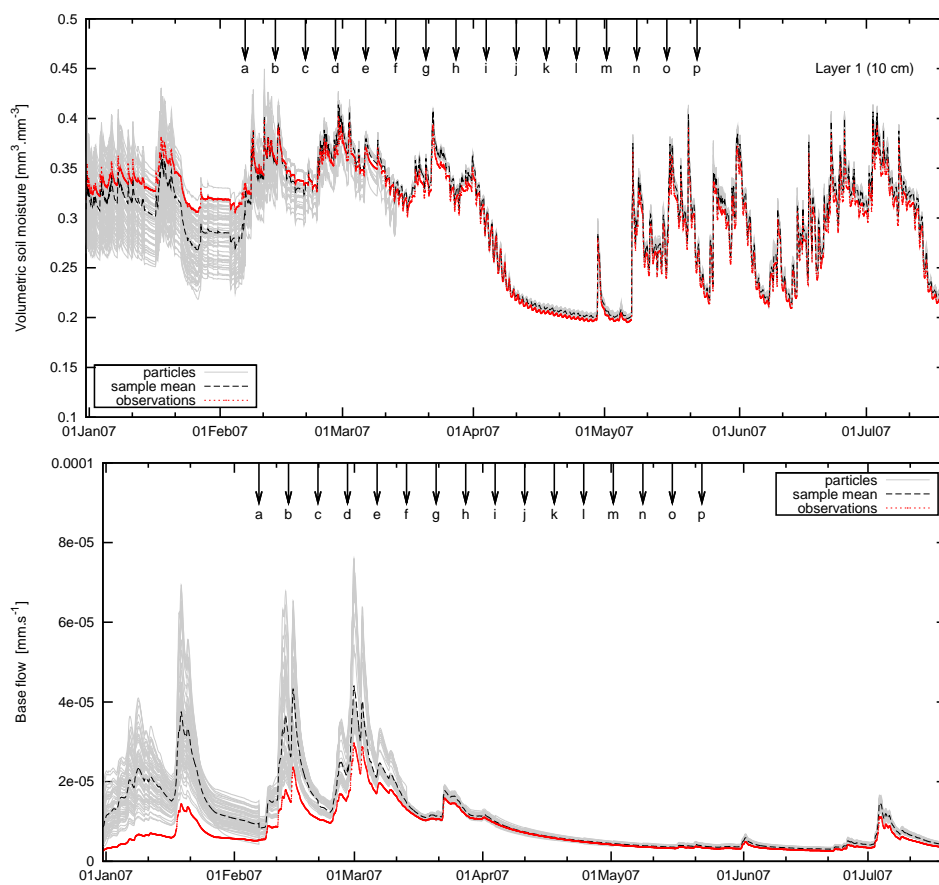 0.5
0.45
0.4
0.35
0.3
0.25
0.2
0.15
0.1
Volumetric soil moisture [mm³.mm⁻³]
a b c d e f g h i j k l m n o p
Layer 1 (10 cm)
particles
sample mean
observations
01Jan07 01Feb07 01Mar07 01Apr07 01May07 01Jun07 01Jul07
0.0001
8e-05
6e-05
4e-05
2e-05
0
Base flow [mm.s⁻¹]
a b c d e f g h i j k l m n o p
particles
sample mean
observations
01Jan07 01Feb07 01Mar07 01Apr07 01May07 01Jun07 01Jul07